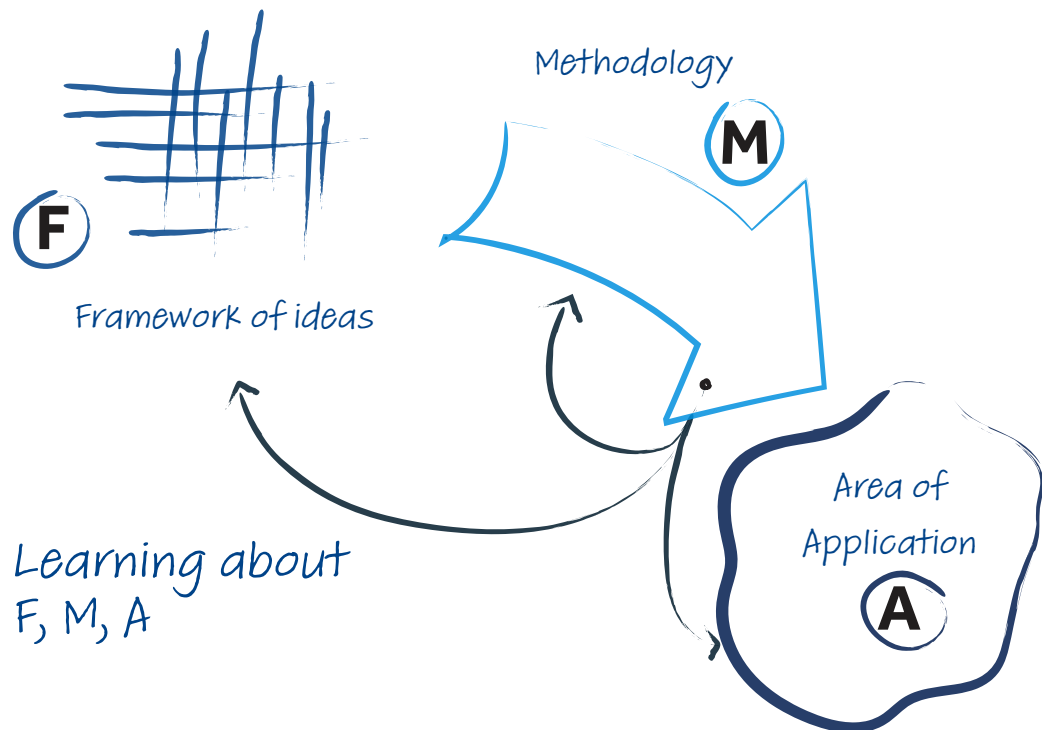 Methodology
M
F
Framework of ideas
Area of
Application
A
Learning about
F, M, A